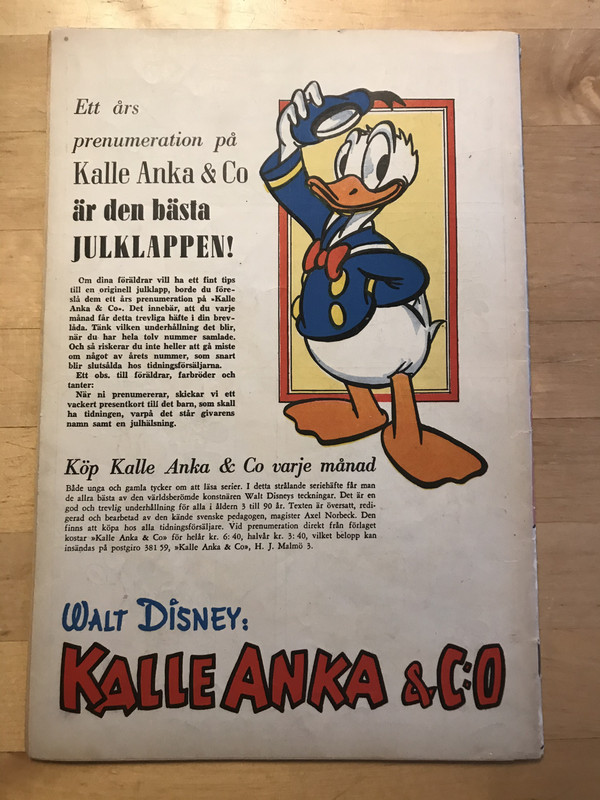 Ett års
prenumeration på
Kalle Anka & Co
är den bästa
JULKLAPPEN!
Om dina föräldrar vill ha ett fint tips
till en originell julklapp, borde du före-
slå dem ett års prenumeration på »Kalle
Anka & Co». Det innebär, att du varje
månad får detta trevliga häfte i din brev-
låda. Tänk vilken underhållning det blir,
när du har hela tolv nummer samlade.
Och så riskerar du inte heller att gå miste
om något av årets nummer, som snart
blir slutsålda hos tidningsförsäljarna.
Ett obs. till föräldrar, farbröder och
tanter:
När ni prenumererar, skickar vi ett
vackert presentkort till det barn, som skall
ha tidningen, varpå det står givarens
namn samt en julhälsning.
Köp Kalle Anka & Co varje månad
Både unga och gamla tycker om att läsa serier. I detta strålande seriehäfte får man
de allra bästa av den världsberömde konstnären Walt Disneys teckningar. Det är en
god och trevlig underhållning för alla i åldern 3 till 90 år. Texten är översatt, redi-
gerad och bearbetad av den kände svenske pedagogen, magister Axel Norbeck. Den
finns att köpa hos alla tidningsförsäljare. Vid prenumeration direkt från förlaget
kostar »Kalle Anka & Co» för helår kr. 6: 40, halvår kr. 3: 40, vilket belopp kan
insändas på postgiro 381 59, »Kalle Anka & Co», H. J. Malmö 3.
WALT DISNEY:
KALLE ANKA & C:O